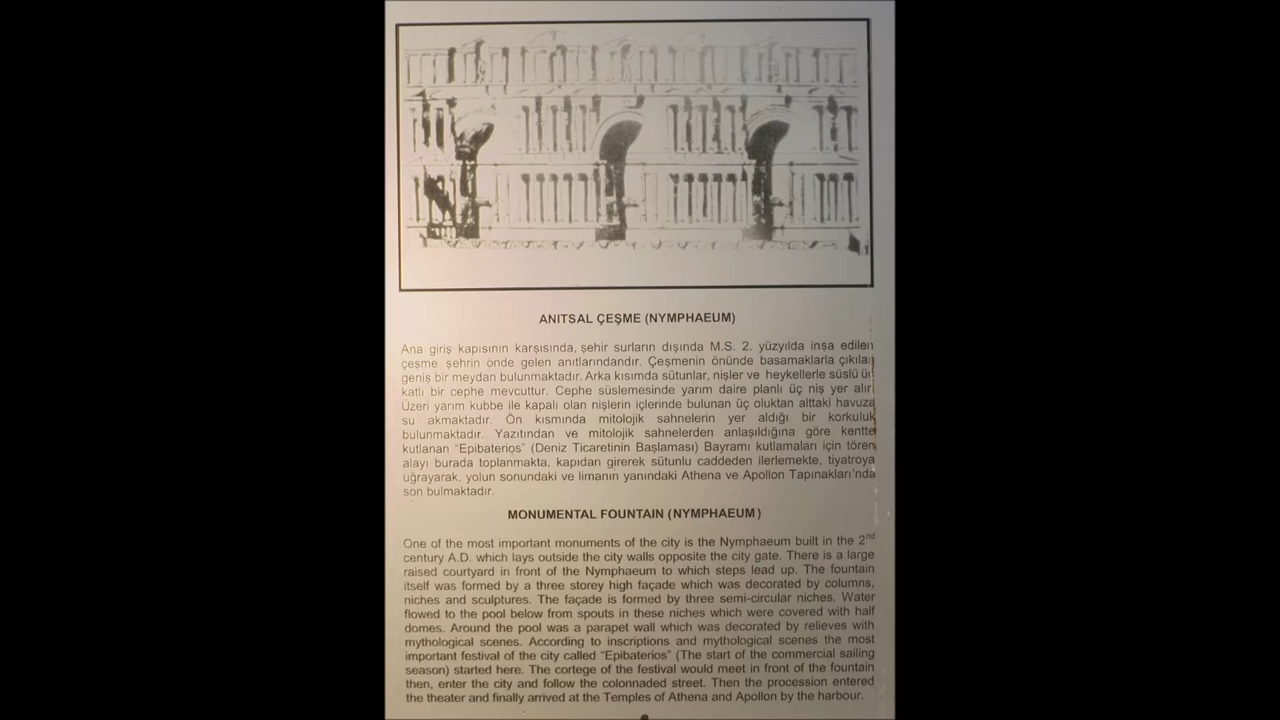 ANITSAL ÇEŞME (NYMPHAEUM)
Ana giriş kapısının karşısında, şehir surların dışında M.S. 2. yüzyılda inşa edilen
çeşme şehrin önde gelen anıtlarındandır. Çeşmenin önünde basamaklarla çıkılan
geniş bir meydan bulunmaktadır. Arka kısımda sütunlar, nişler ve heykellerle süslü
katlı bir cephe mevcuttur. Cephe süslemesinde yarım daire planlı üç niş yer alır.
Üzeri yarım kubbe ile kapalı olan nişlerin içlerinde bulunan üç oluktan alttaki havuza
su akmaktadır. Ön kısmında mitolojik sahnelerin yer aldığı bir korkuluk
bulunmaktadır. Yazıtından ve mitolojik sahnelerden anlaşıldığına göre kentte
kutlanan “Epibaterios” (Deniz Ticaretinin Başlaması) Bayramı kutlamaları için tören
alayı burada toplanmakta, kapıdan girerek sütunlu caddeden ilerlemekte, tiyatroya
uğrayarak, yolun sonundaki ve limanın yanındaki Athena ve Apollon Tapınakları'nda
son bulmaktadır.
MONUMENTAL FOUNTAIN (NYMPHAEUM)
One of the most important monuments of the city is the Nymphaeum built in the 2nd
century A.D. which lays outside the city walls opposite the city gate. There is a large
raised courtyard in front of the Nymphaeum to which steps lead up. The fountain
itself was formed by a three storey high façade which was decorated by columns,
niches and sculptures. The façade is formed by three semi-circular niches. Water
flowed to the pool below from spouts in these niches which were covered with half
domes. Around the pool was a parapet wall which was decorated by relieves with
mythological scenes. According to inscriptions and mythological scenes the most
important festival of the city called “Epibaterios” (The start of the commercial sailing
season) started here. The cortege of the festival would meet in front of the fountain
then, enter the city and follow the colonnaded street. Then the procession entered
the theater and finally arrived at the Temples of Athena and Apollon by the harbour.